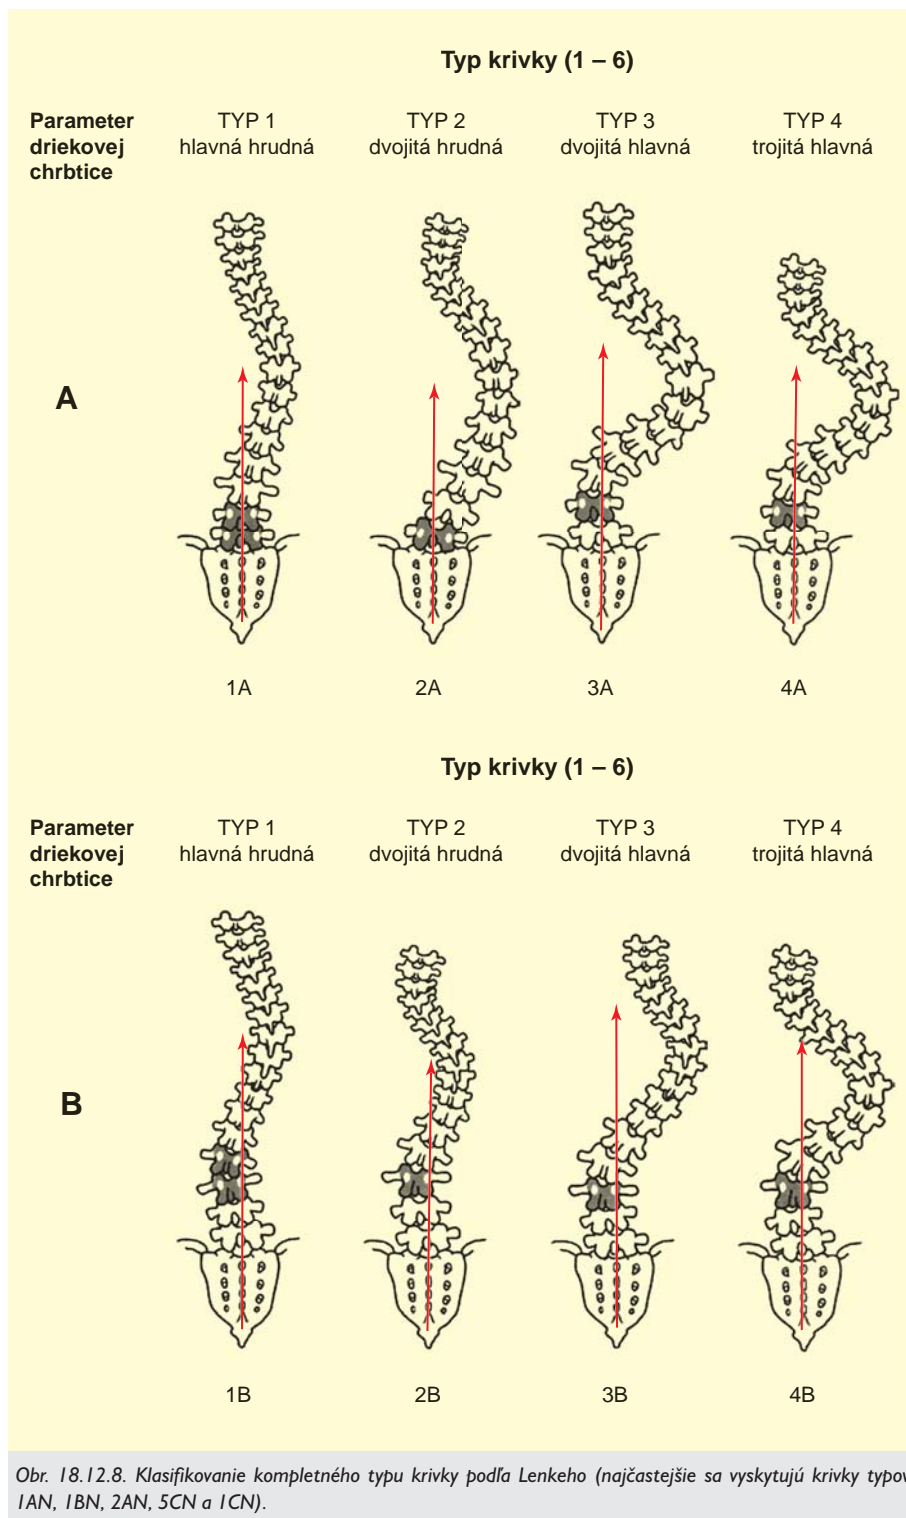 Typ krivky (1 – 6)
Parameter driekovej chrbtice
TYP 1 hlavná hrudná
TYP 2 dvojitá hrudná
TYP 3 dvojitá hlavná
TYP 4 trojitá hlavná
A
1A 2A 3A 4A
Typ krivky (1 – 6)
Parameter driekovej chrbtice
TYP 1 hlavná hrudná
TYP 2 dvojitá hrudná
TYP 3 dvojitá hlavná
TYP 4 trojitá hlavná
B
1B 2B 3B 4B
Obr. 18.12.8. Klasifikovanie kompletného typu krivky podľa Lenkeho (najčastejšie sa vyskytujú krivky typov
1AN, 1BN, 2AN, 5CN a 1CN).